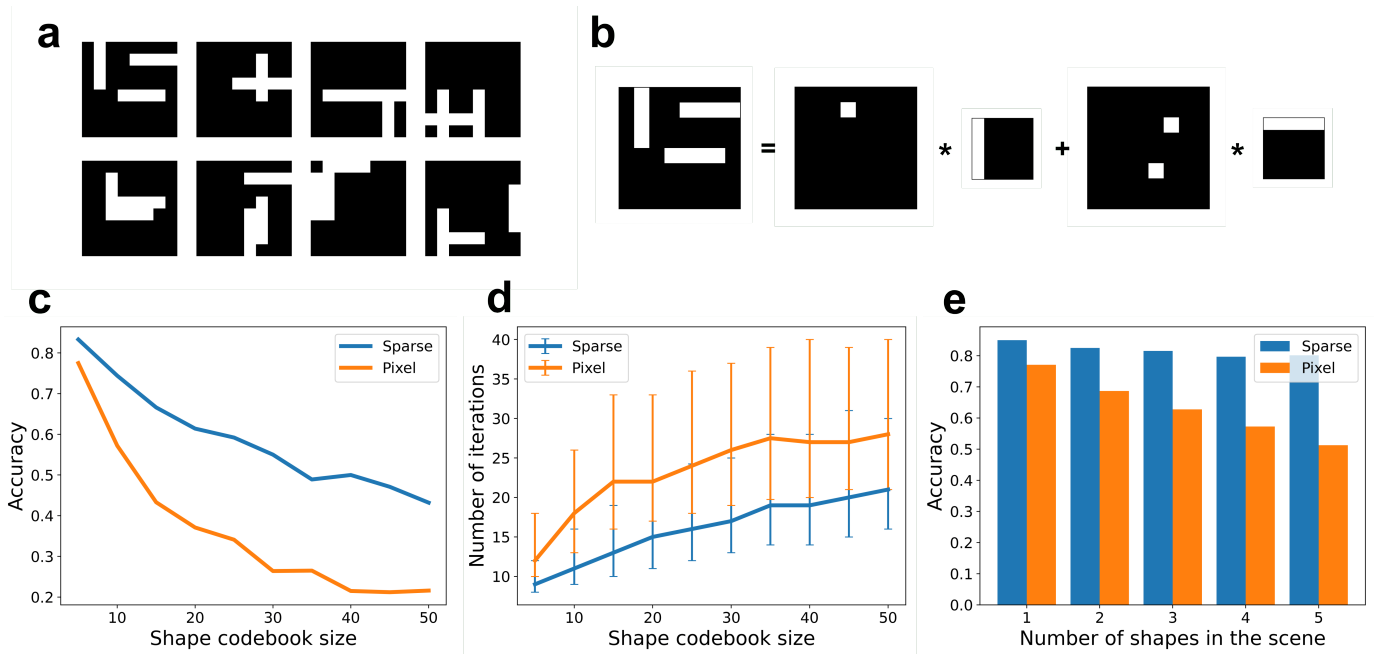 a
b
= * + *
c
d
e
Sparse
Pixel
Accuracy
0.8
0.7
0.6
0.5
0.4
0.3
0.2
10 20 30 40 50
Shape codebook size
Sparse
Pixel
Number of iterations
40
35
30
25
20
15
10
10 20 30 40 50
Shape codebook size
Sparse
Pixel
Accuracy
0.8
0.7
0.6
0.5
0.4
0.3
0.2
0.1
0.0
1 2 3 4 5
Number of shapes in the scene